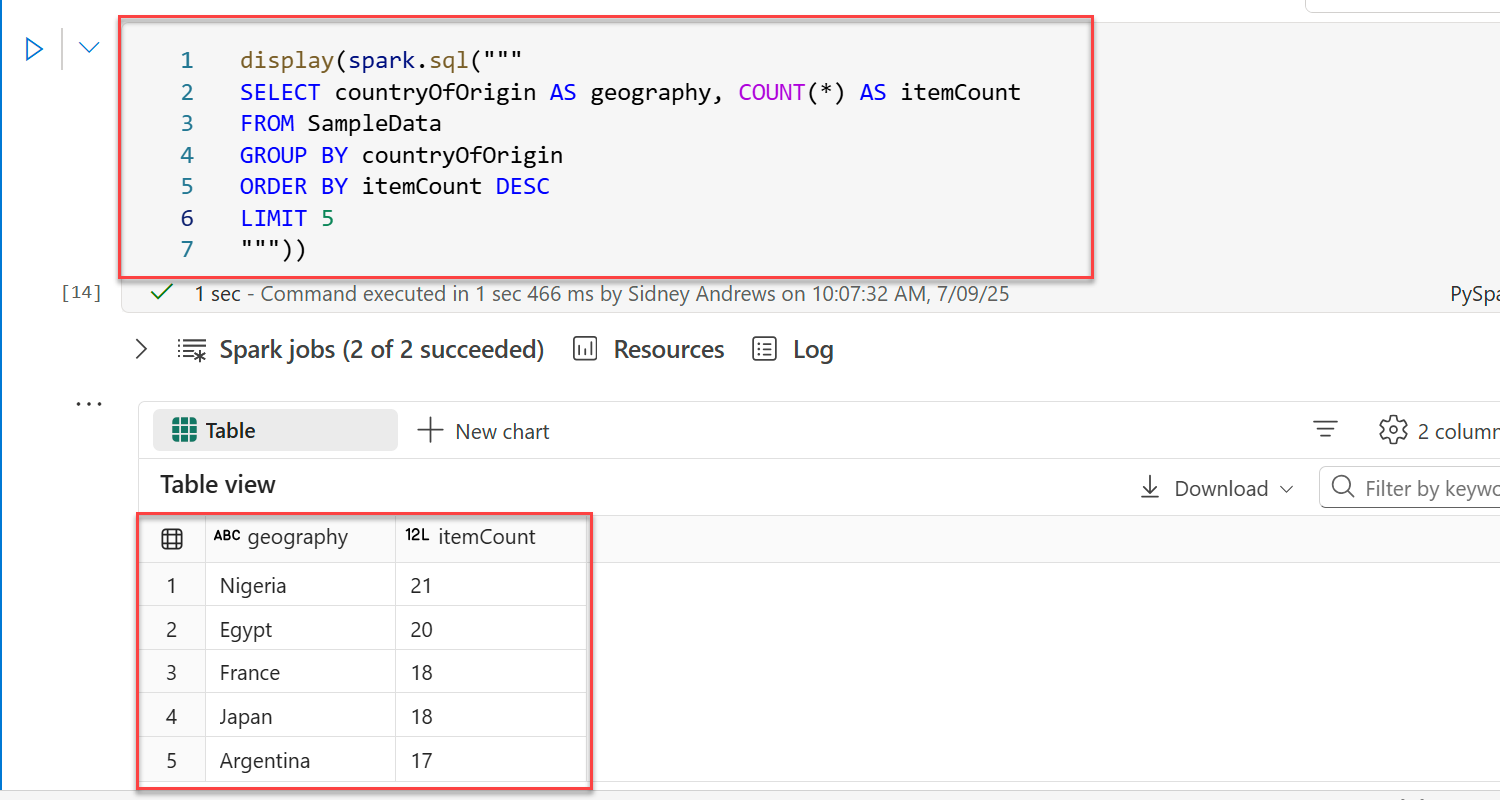 1 display(spark.sql("""
2 SELECT countryOfOrigin AS geography, COUNT(*) AS itemCount
3 FROM SampleData
4 GROUP BY countryOfOrigin
5 ORDER BY itemCount DESC
6 LIMIT 5
7 """))
[14] 1 sec - Command executed in 1 sec 466 ms by Sidney Andrews on 10:07:32 AM, 7/09/25 PySpa
Spark jobs (2 of 2 succeeded) Resources Log
...
Table New chart 2 column
Table view Download Filter by keywo
ABC geography 12L itemCount
1 Nigeria 21
2 Egypt 20
3 France 18
4 Japan 18
5 Argentina 17